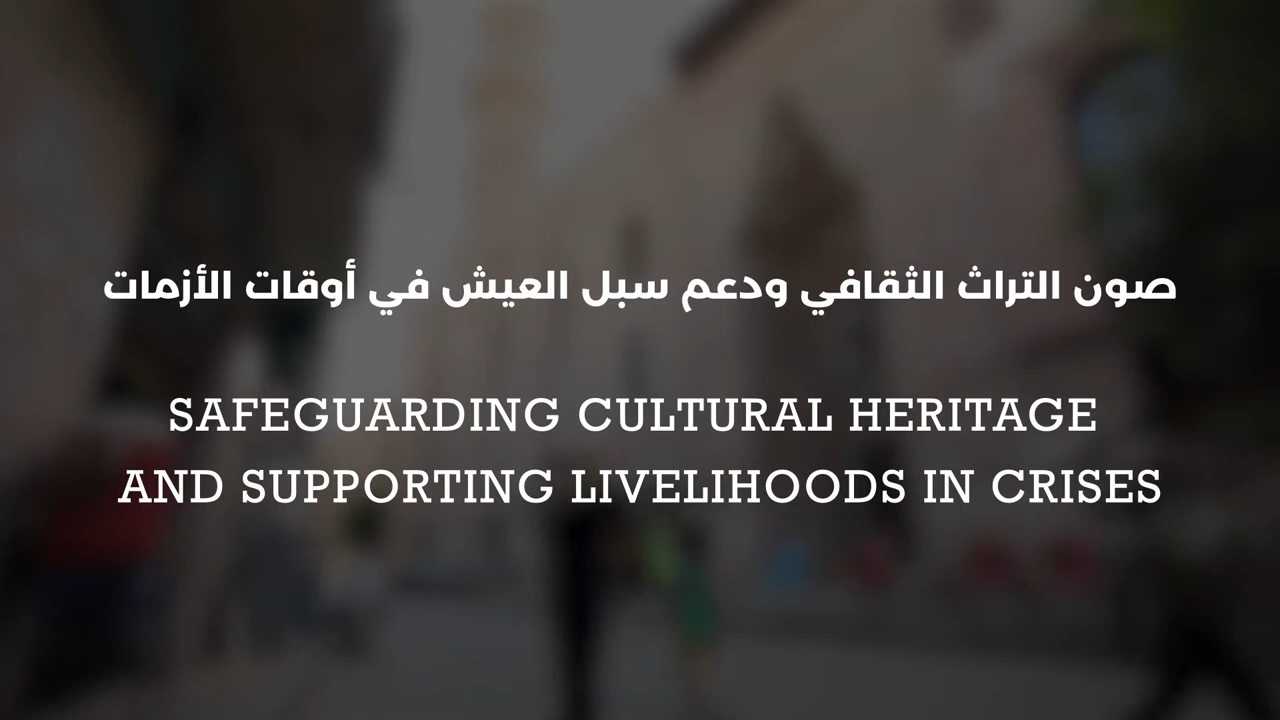 صون التراث الثقافي ودعم سبل العيش في أوقات الأزمات
SAFEGUARDING CULTURAL HERITAGE
AND SUPPORTING LIVELIHOODS IN CRISES